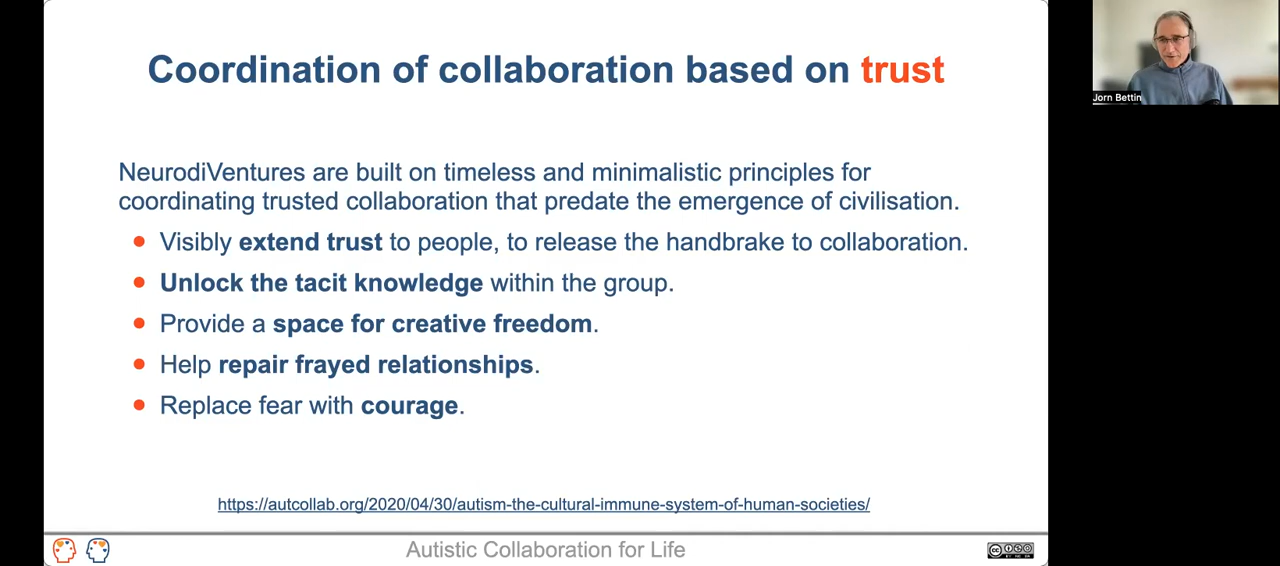 Coordination of collaboration based on trust
NeurodiVentures are built on timeless and minimalistic principles for
coordinating trusted collaboration that predate the emergence of civilisation.
• Visibly extend trust to people, to release the handbrake to collaboration.
• Unlock the tacit knowledge within the group.
• Provide a space for creative freedom.
• Help repair frayed relationships.
• Replace fear with courage.
https://autcollab.org/2020/04/30/autism-the-cultural-immune-system-of-human-societies/
Autistic Collaboration for Life
Jorn Bettin